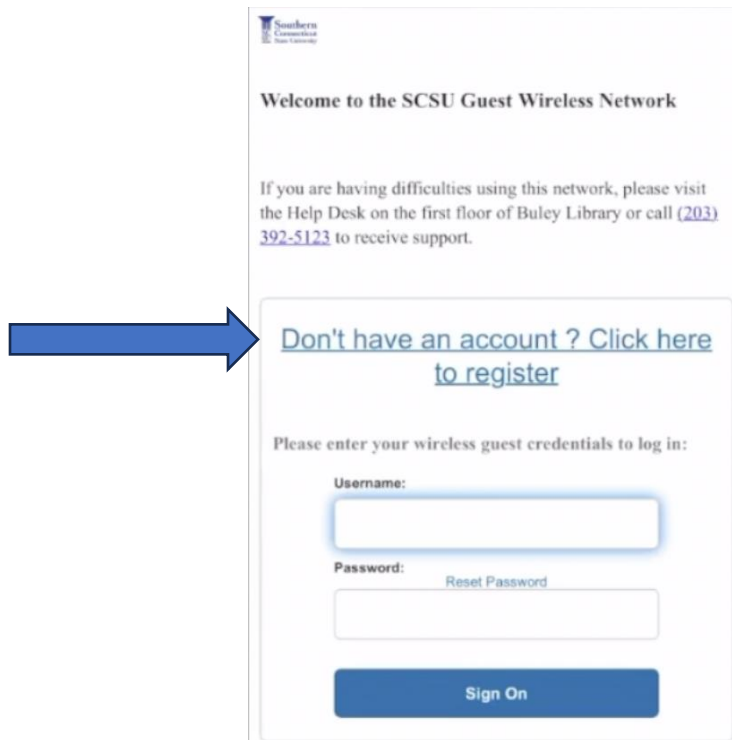 Southern
Connecticut
State University
Welcome to the SCSU Guest Wireless Network
If you are having difficulties using this network, please visit
the Help Desk on the first floor of Buley Library or call (203)
392-5123 to receive support.
Don't have an account ? Click here
to register
Please enter your wireless guest credentials to log in:
Username:
Password:
Reset Password
Sign On